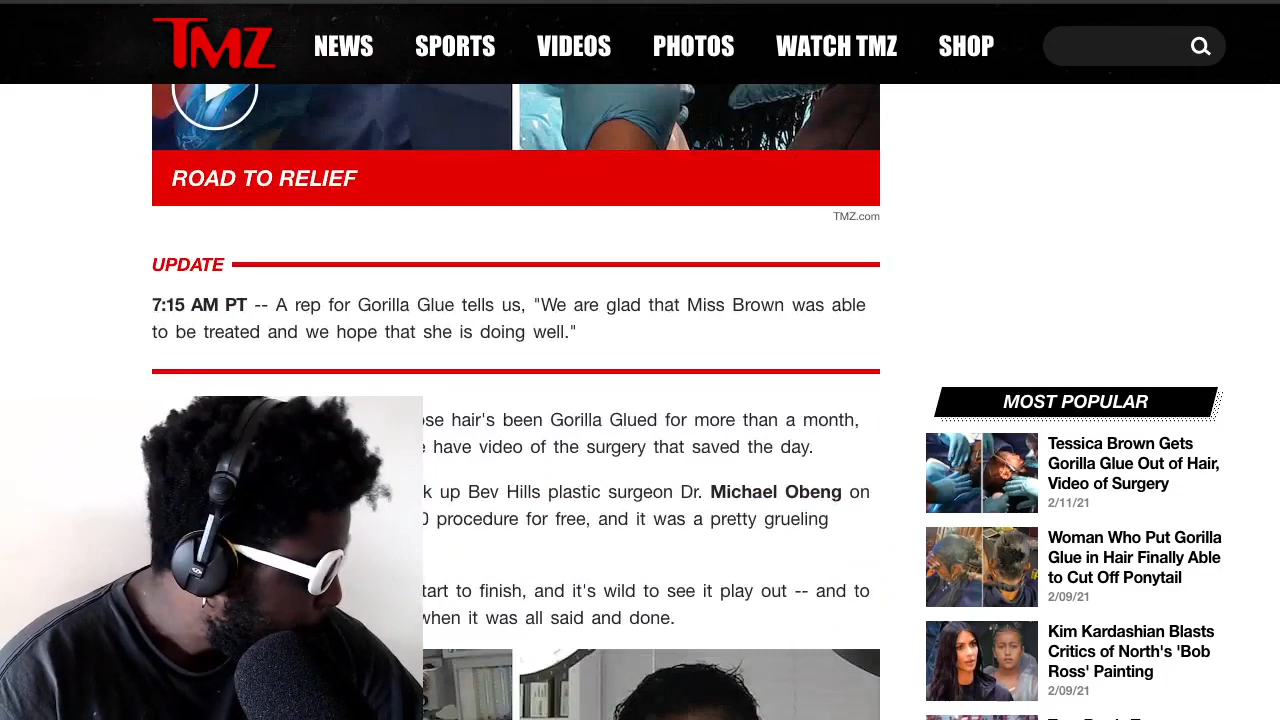 TMZ NEWS SPORTS VIDEOS PHOTOS WATCH TMZ SHOP
ROAD TO RELIEF
TMZ.com
UPDATE
7:15 AM PT -- A rep for Gorilla Glue tells us, "We are glad that Miss Brown was able
to be treated and we hope that she is doing well."
hair's been Gorilla Glued for more than a month,
have video of the surgery that saved the day.
up Bev Hills plastic surgeon Dr. Michael Obeng on
procedure for free, and it was a pretty grueling
to finish, and it's wild to see it play out -- and to
when it was all said and done.
MOST POPULAR
Tessica Brown Gets
Gorilla Glue Out of Hair,
Video of Surgery
2/11/21
Woman Who Put Gorilla
Glue in Hair Finally Able
to Cut Off Ponytail
2/09/21
Kim Kardashian Blasts
Critics of North's 'Bob
Ross' Painting
2/09/21